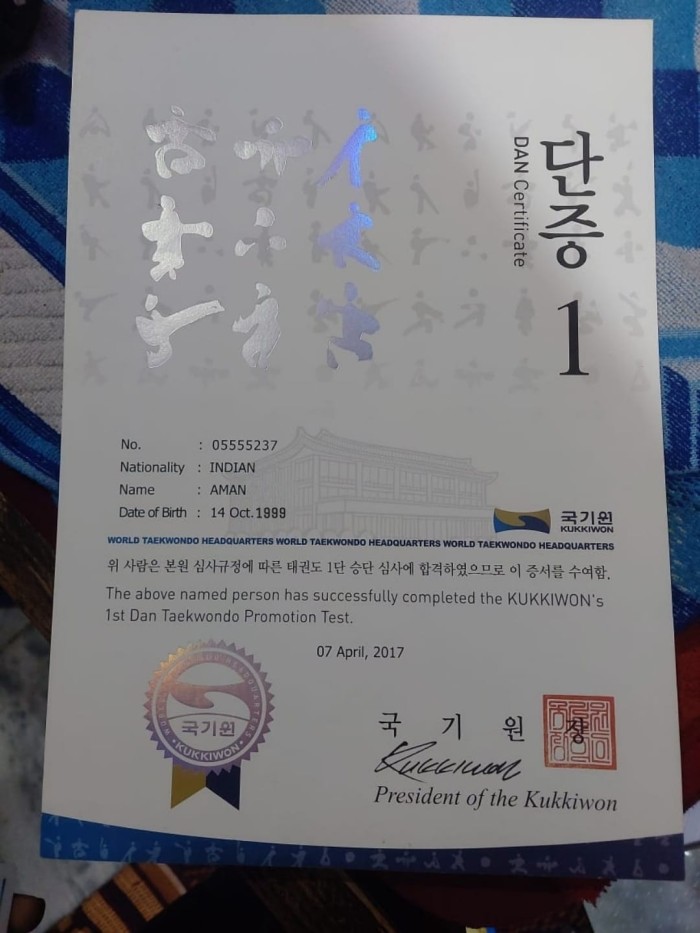 단증
DAN Certificate
1
No. : 05555237
Nationality : INDIAN
Name : AMAN
Date of Birth : 14 Oct.1999
국기원
KUKKIWON
WORLD TAEKWONDO HEADQUARTERS WORLD TAEKWONDO HEADQUARTERS WORLD TAEKWONDO HEADQUARTERS
위 사람은 본원 심사규정에 따른 태권도 1단 승단 심사에 합격하였으므로 이 증서를 수여함.
The above named person has successfully completed the KUKKIWON's
1st Dan Taekwondo Promotion Test.
07 April, 2017
국기원
KUKKIWON
국 기 원 장
Kukkiwon
President of the Kukkiwon